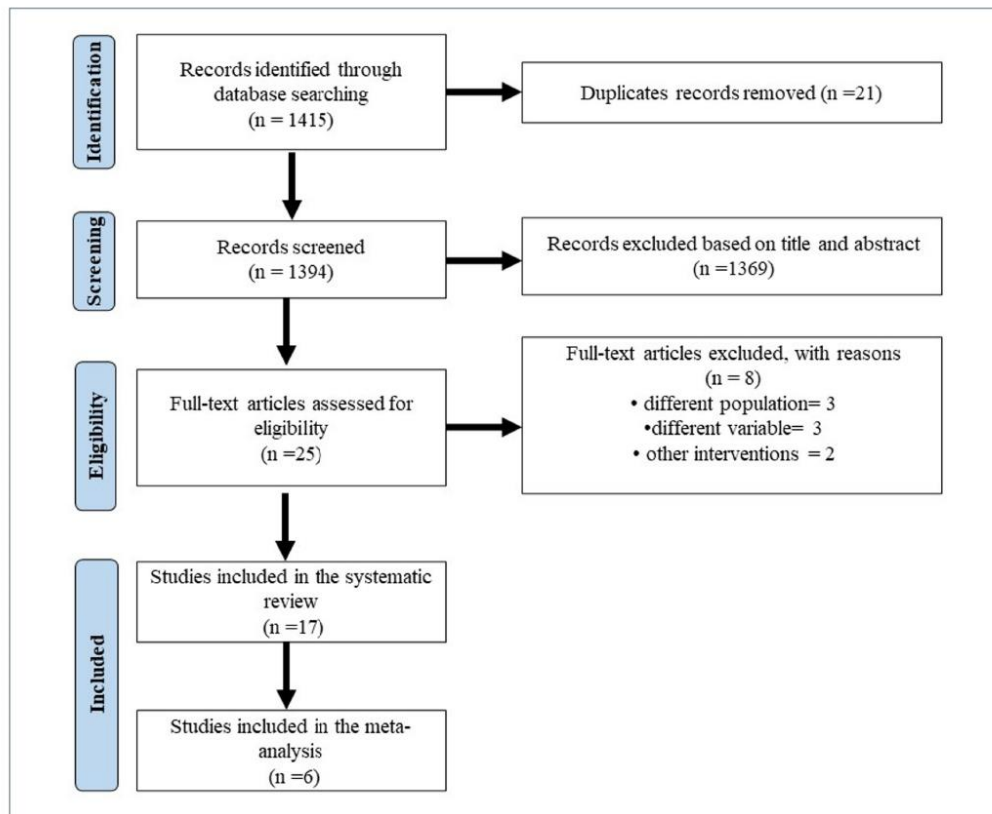 Identification
Records identified through
database searching
(n = 1415)
Duplicates records removed (n =21)
Screening
Records screened
(n = 1394)
Records excluded based on title and abstract
(n =1369)
Eligibility
Full-text articles assessed for
eligibility
(n =25)
Full-text articles excluded, with reasons
(n = 8)
• different population= 3
•different variable= 3
• other interventions = 2
Included
Studies included in the systematic
review
(n =17)
Studies included in the meta-
analysis
(n =6)